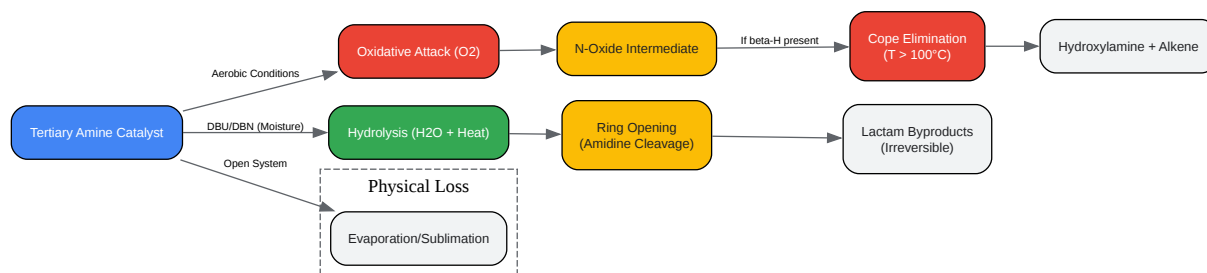 Tertiary Amine Catalyst
Aerobic Conditions
Oxidative Attack (O2)
N-Oxide Intermediate
If beta-H present
Cope Elimination
(T > 100°C)
Hydroxylamine + Alkene
DBU/DBN (Moisture)
Hydrolysis (H2O + Heat)
Ring Opening
(Amidine Cleavage)
Lactam Byproducts
(Irreversible)
Open System
Physical Loss
Evaporation/Sublimation